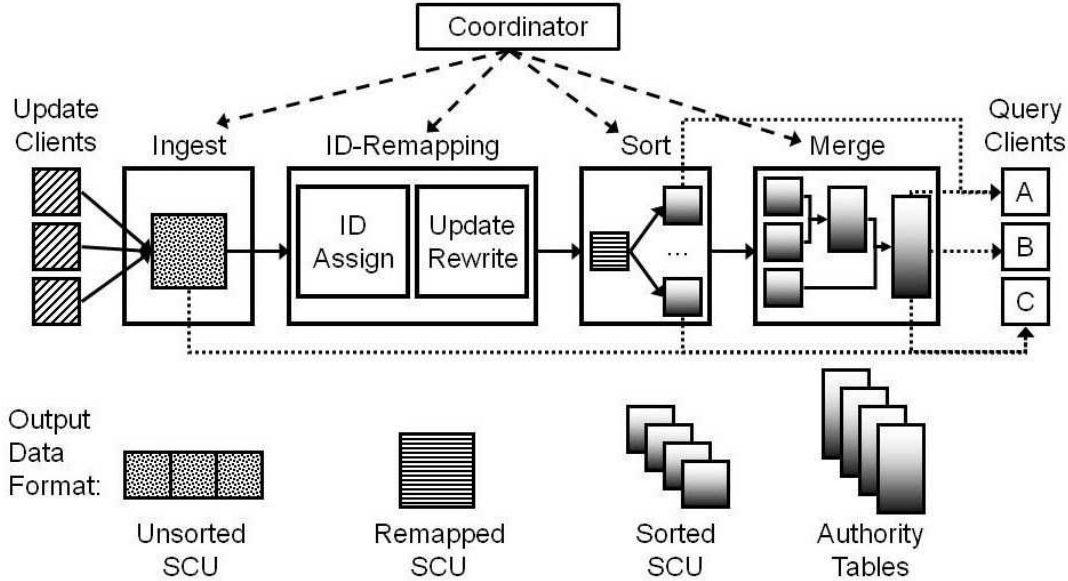 Coordinator
Update
Clients
Ingest
ID-Remapping
Sort
Merge
Query
Clients
ID
Assign
Update
Rewrite
...
A
B
C
Output
Data
Format:
Unsorted
SCU
Remapped
SCU
Sorted
SCU
Authority
Tables